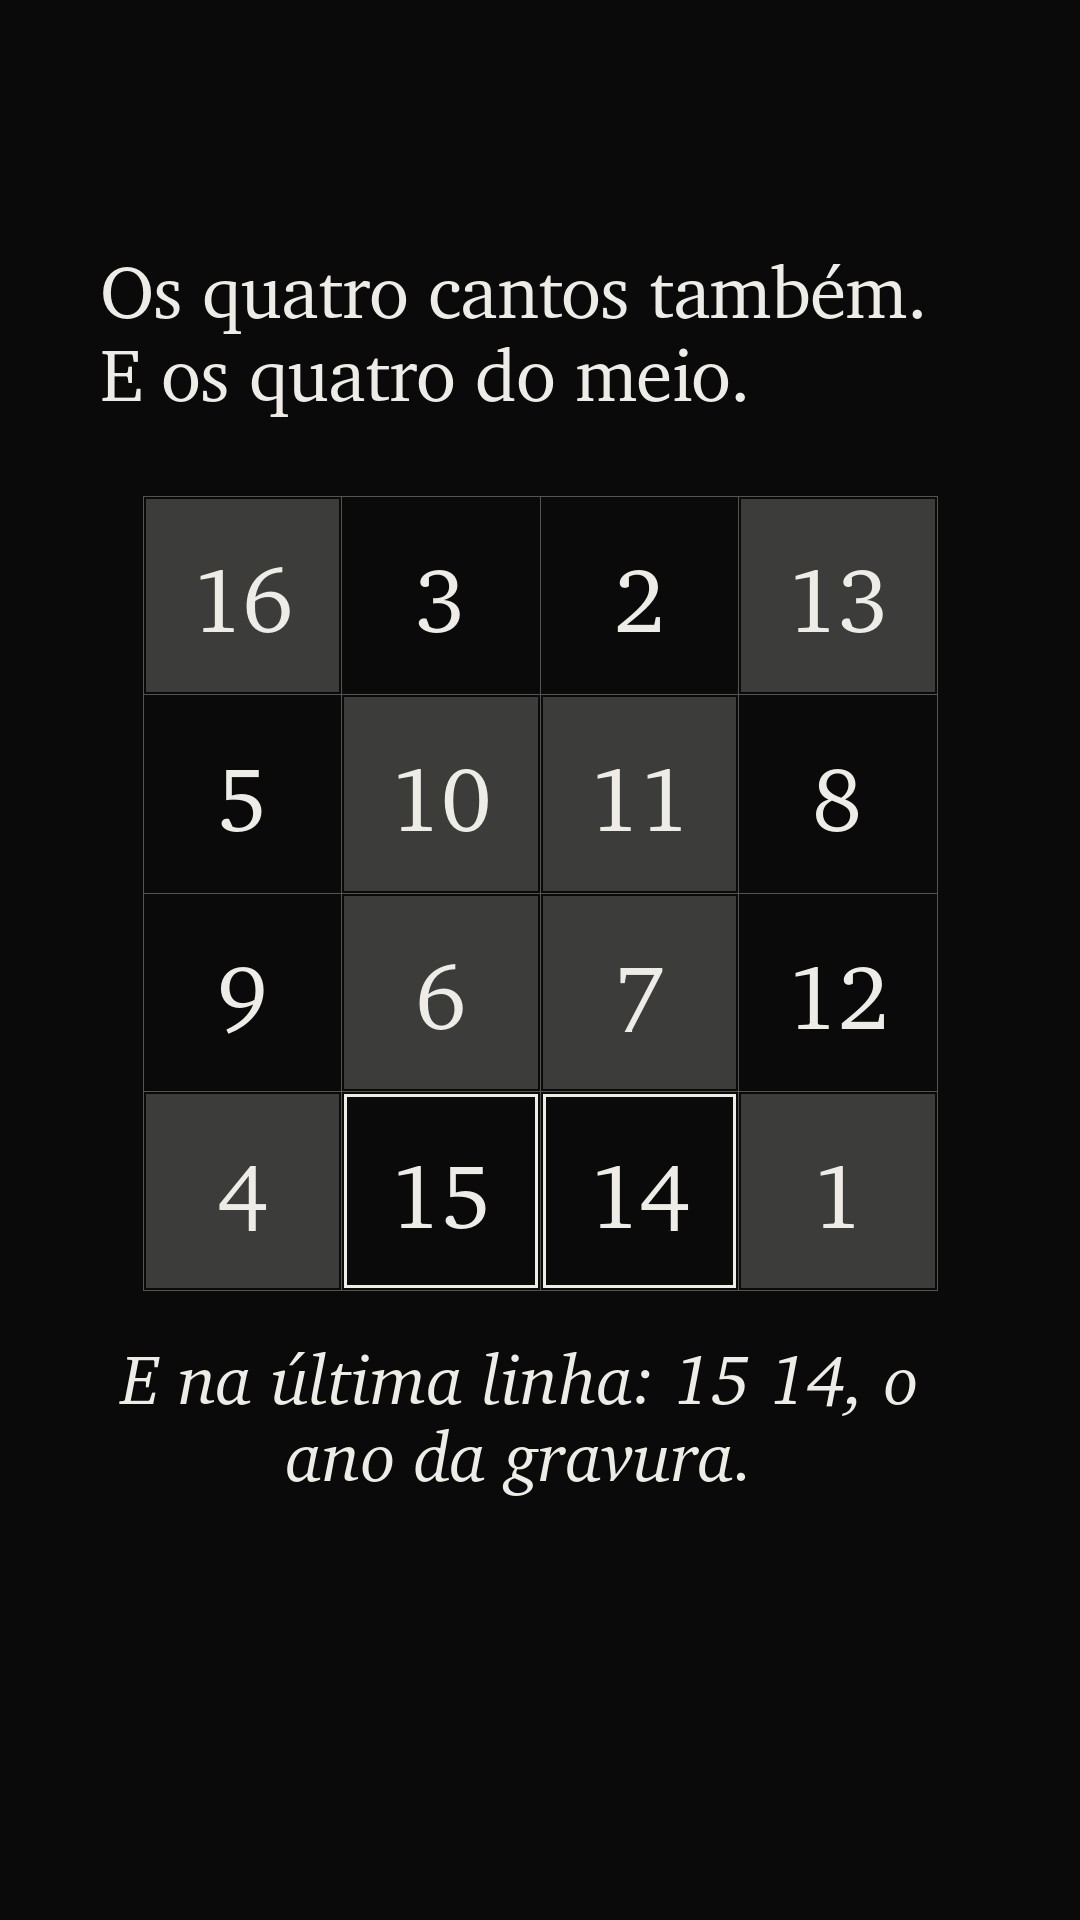 Os quatro cantos também.
E os quatro do meio.
16 3 2 13
5 10 11 8
9 6 7 12
4 15 14 1
E na última linha: 15 14, o
ano da gravura.